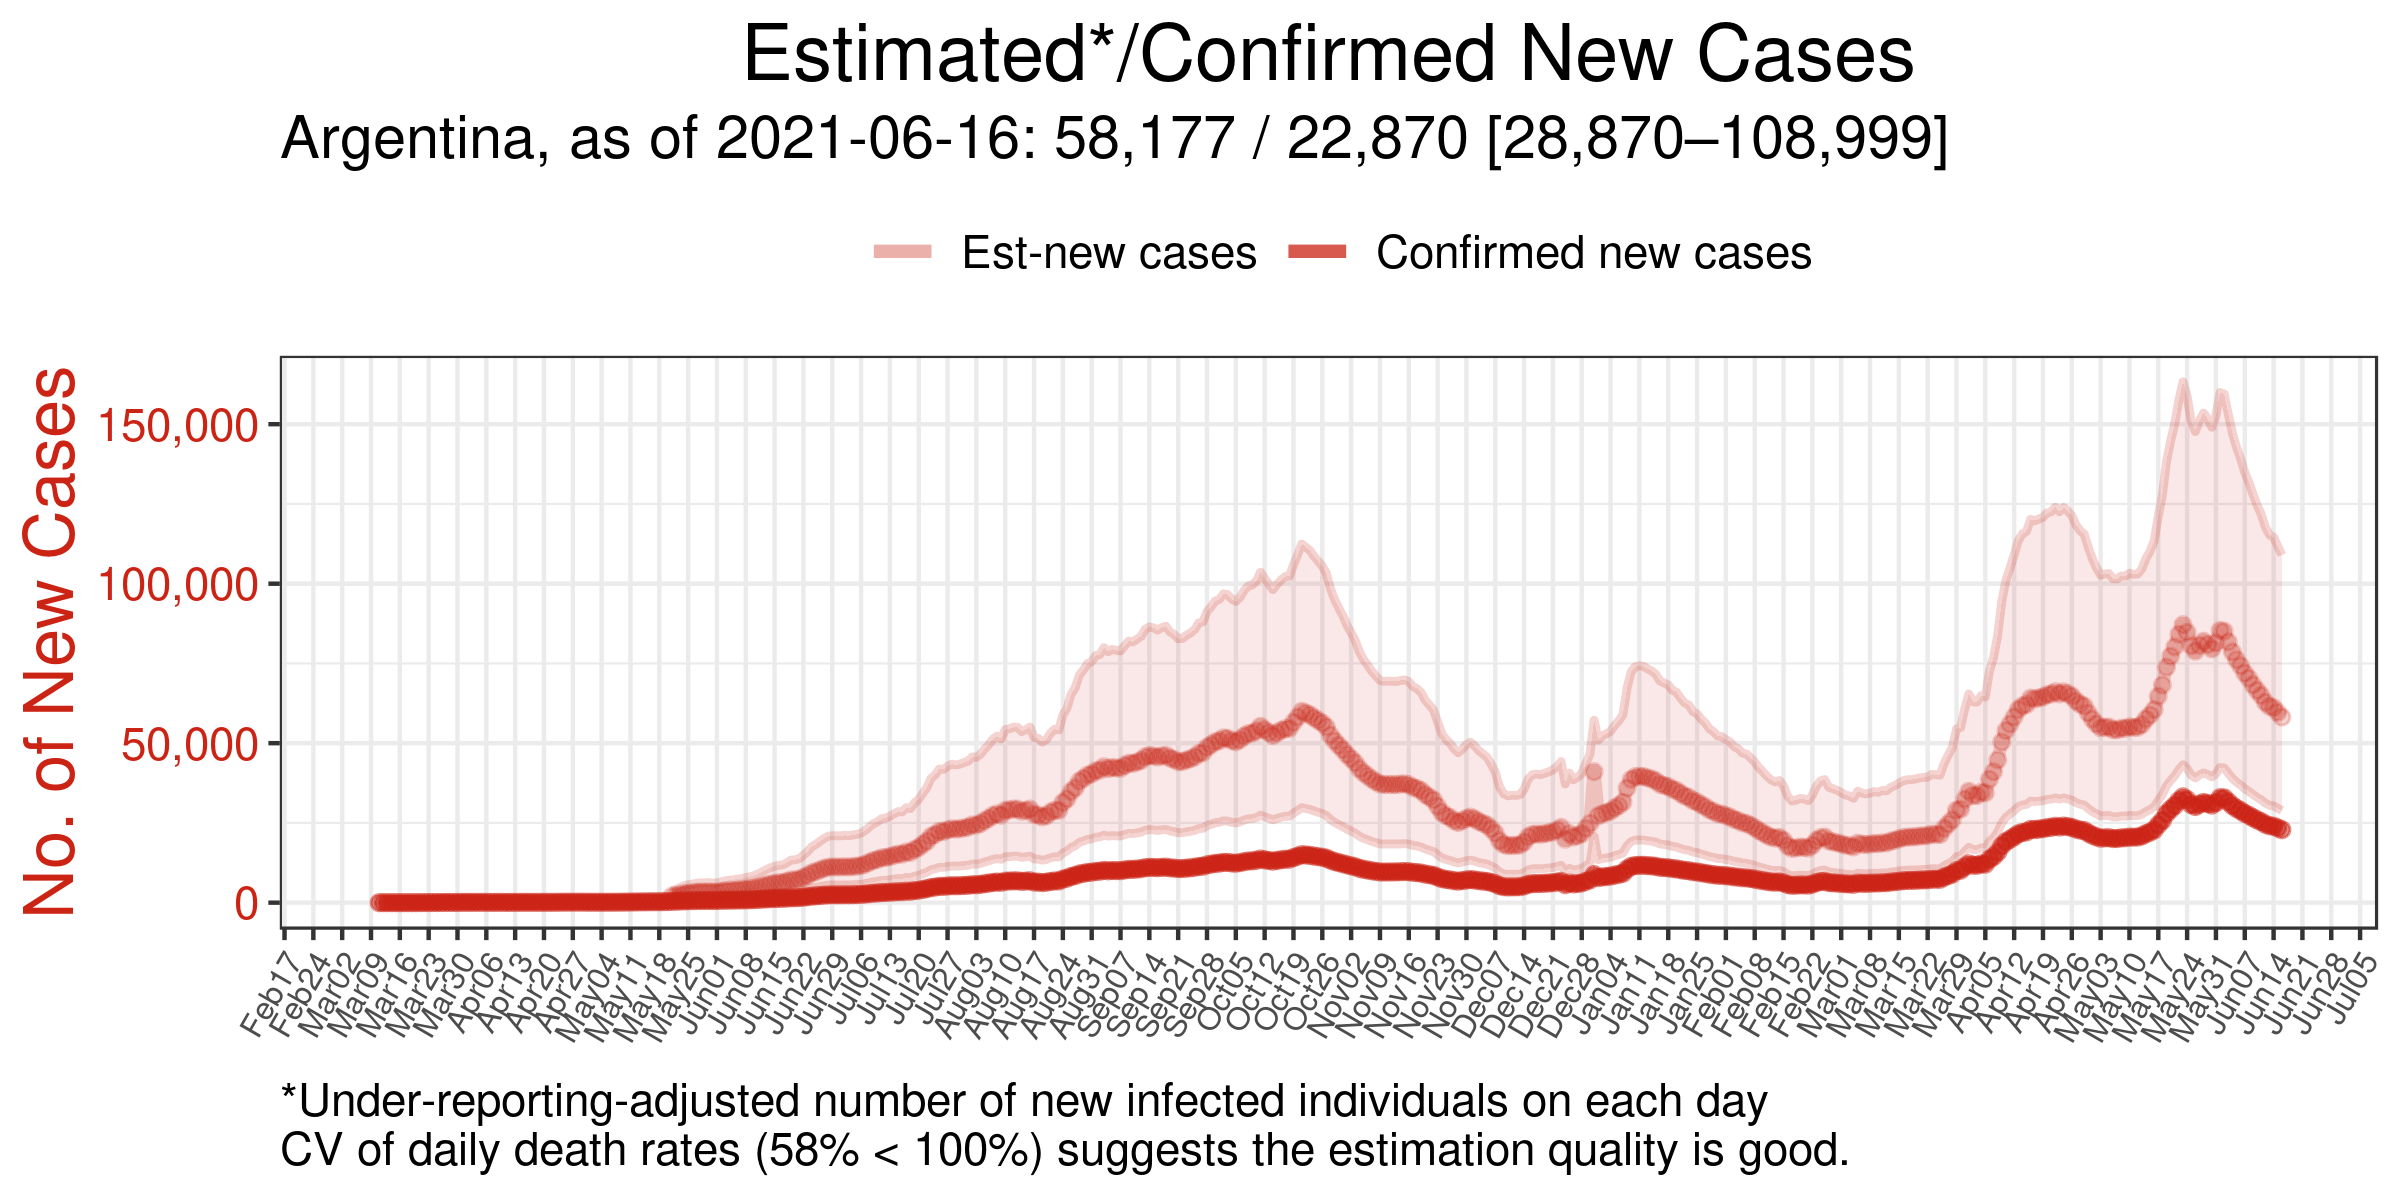 Estimated*/Confirmed New Cases
Argentina, as of 2021-06-16: 58,177 / 22,870 [28,870–108,999]
Est-new cases
Confirmed new cases
No. of New Cases
150,000
100,000
50,000
0
Feb17
Feb24
Mar02
Mar09
Mar16
Mar23
Mar30
Apr06
Apr13
Apr20
Apr27
May04
May11
May18
May25
Jun01
Jun08
Jun15
Jun22
Jun29
Jul06
Jul13
Jul20
Jul27
Aug03
Aug10
Aug17
Aug24
Aug31
Sep07
Sep14
Sep21
Sep28
Oct05
Oct12
Oct19
Oct26
Nov02
Nov09
Nov16
Nov23
Nov30
Dec07
Dec14
Dec21
Dec28
Jan04
Jan11
Jan18
Jan25
Feb01
Feb08
Feb15
Feb22
Mar01
Mar08
Mar15
Mar22
Mar29
Apr05
Apr12
Apr19
Apr26
May03
May10
May17
May24
May31
Jun07
Jun14
Jun21
Jun28
Jul05
*Under-reporting-adjusted number of new infected individuals on each day
CV of daily death rates (58% < 100%) suggests the estimation quality is good.